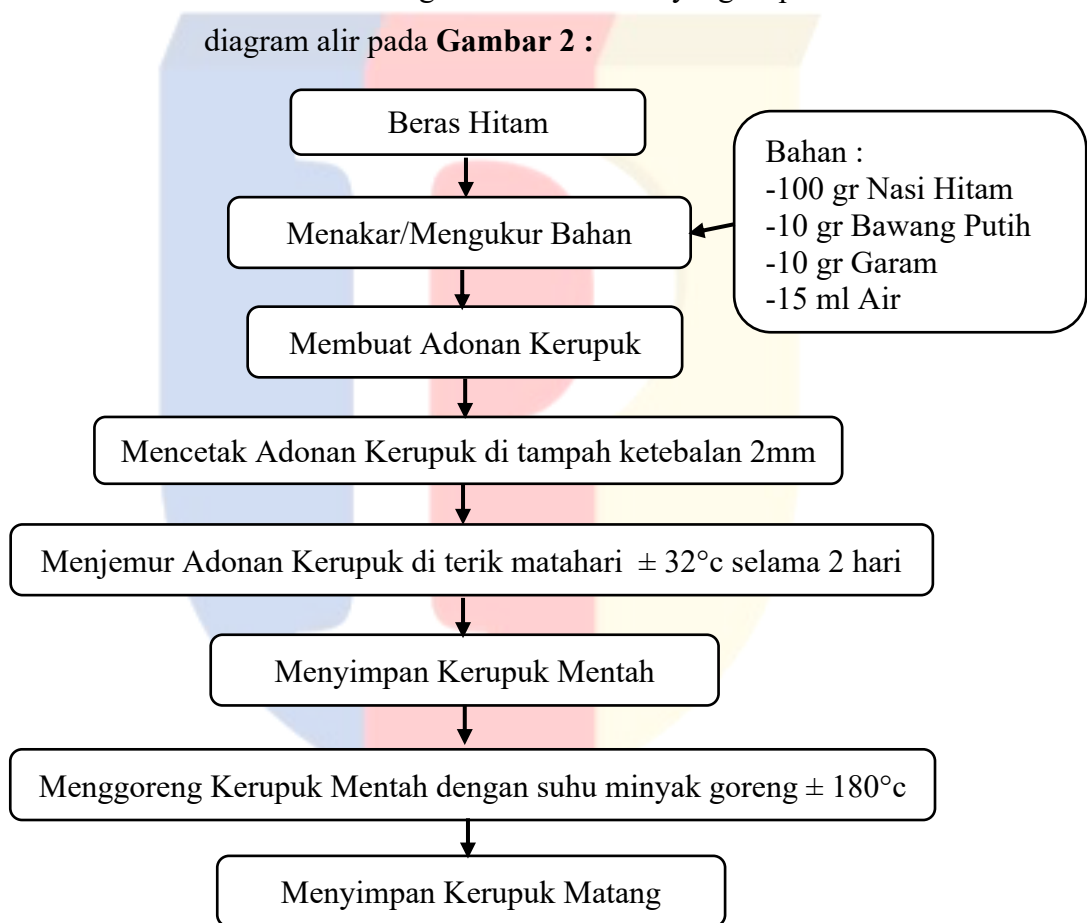 diagram alir pada Gambar 2 :
Beras Hitam
Menakar/Mengukur Bahan
Bahan :
-100 gr Nasi Hitam
-10 gr Bawang Putih
-10 gr Garam
-15 ml Air
Membuat Adonan Kerupuk
Mencetak Adonan Kerupuk di tampah ketebalan 2mm
Menjemur Adonan Kerupuk di terik matahari ± 32°c selama 2 hari
Menyimpan Kerupuk Mentah
Menggoreng Kerupuk Mentah dengan suhu minyak goreng ± 180°c
Menyimpan Kerupuk Matang